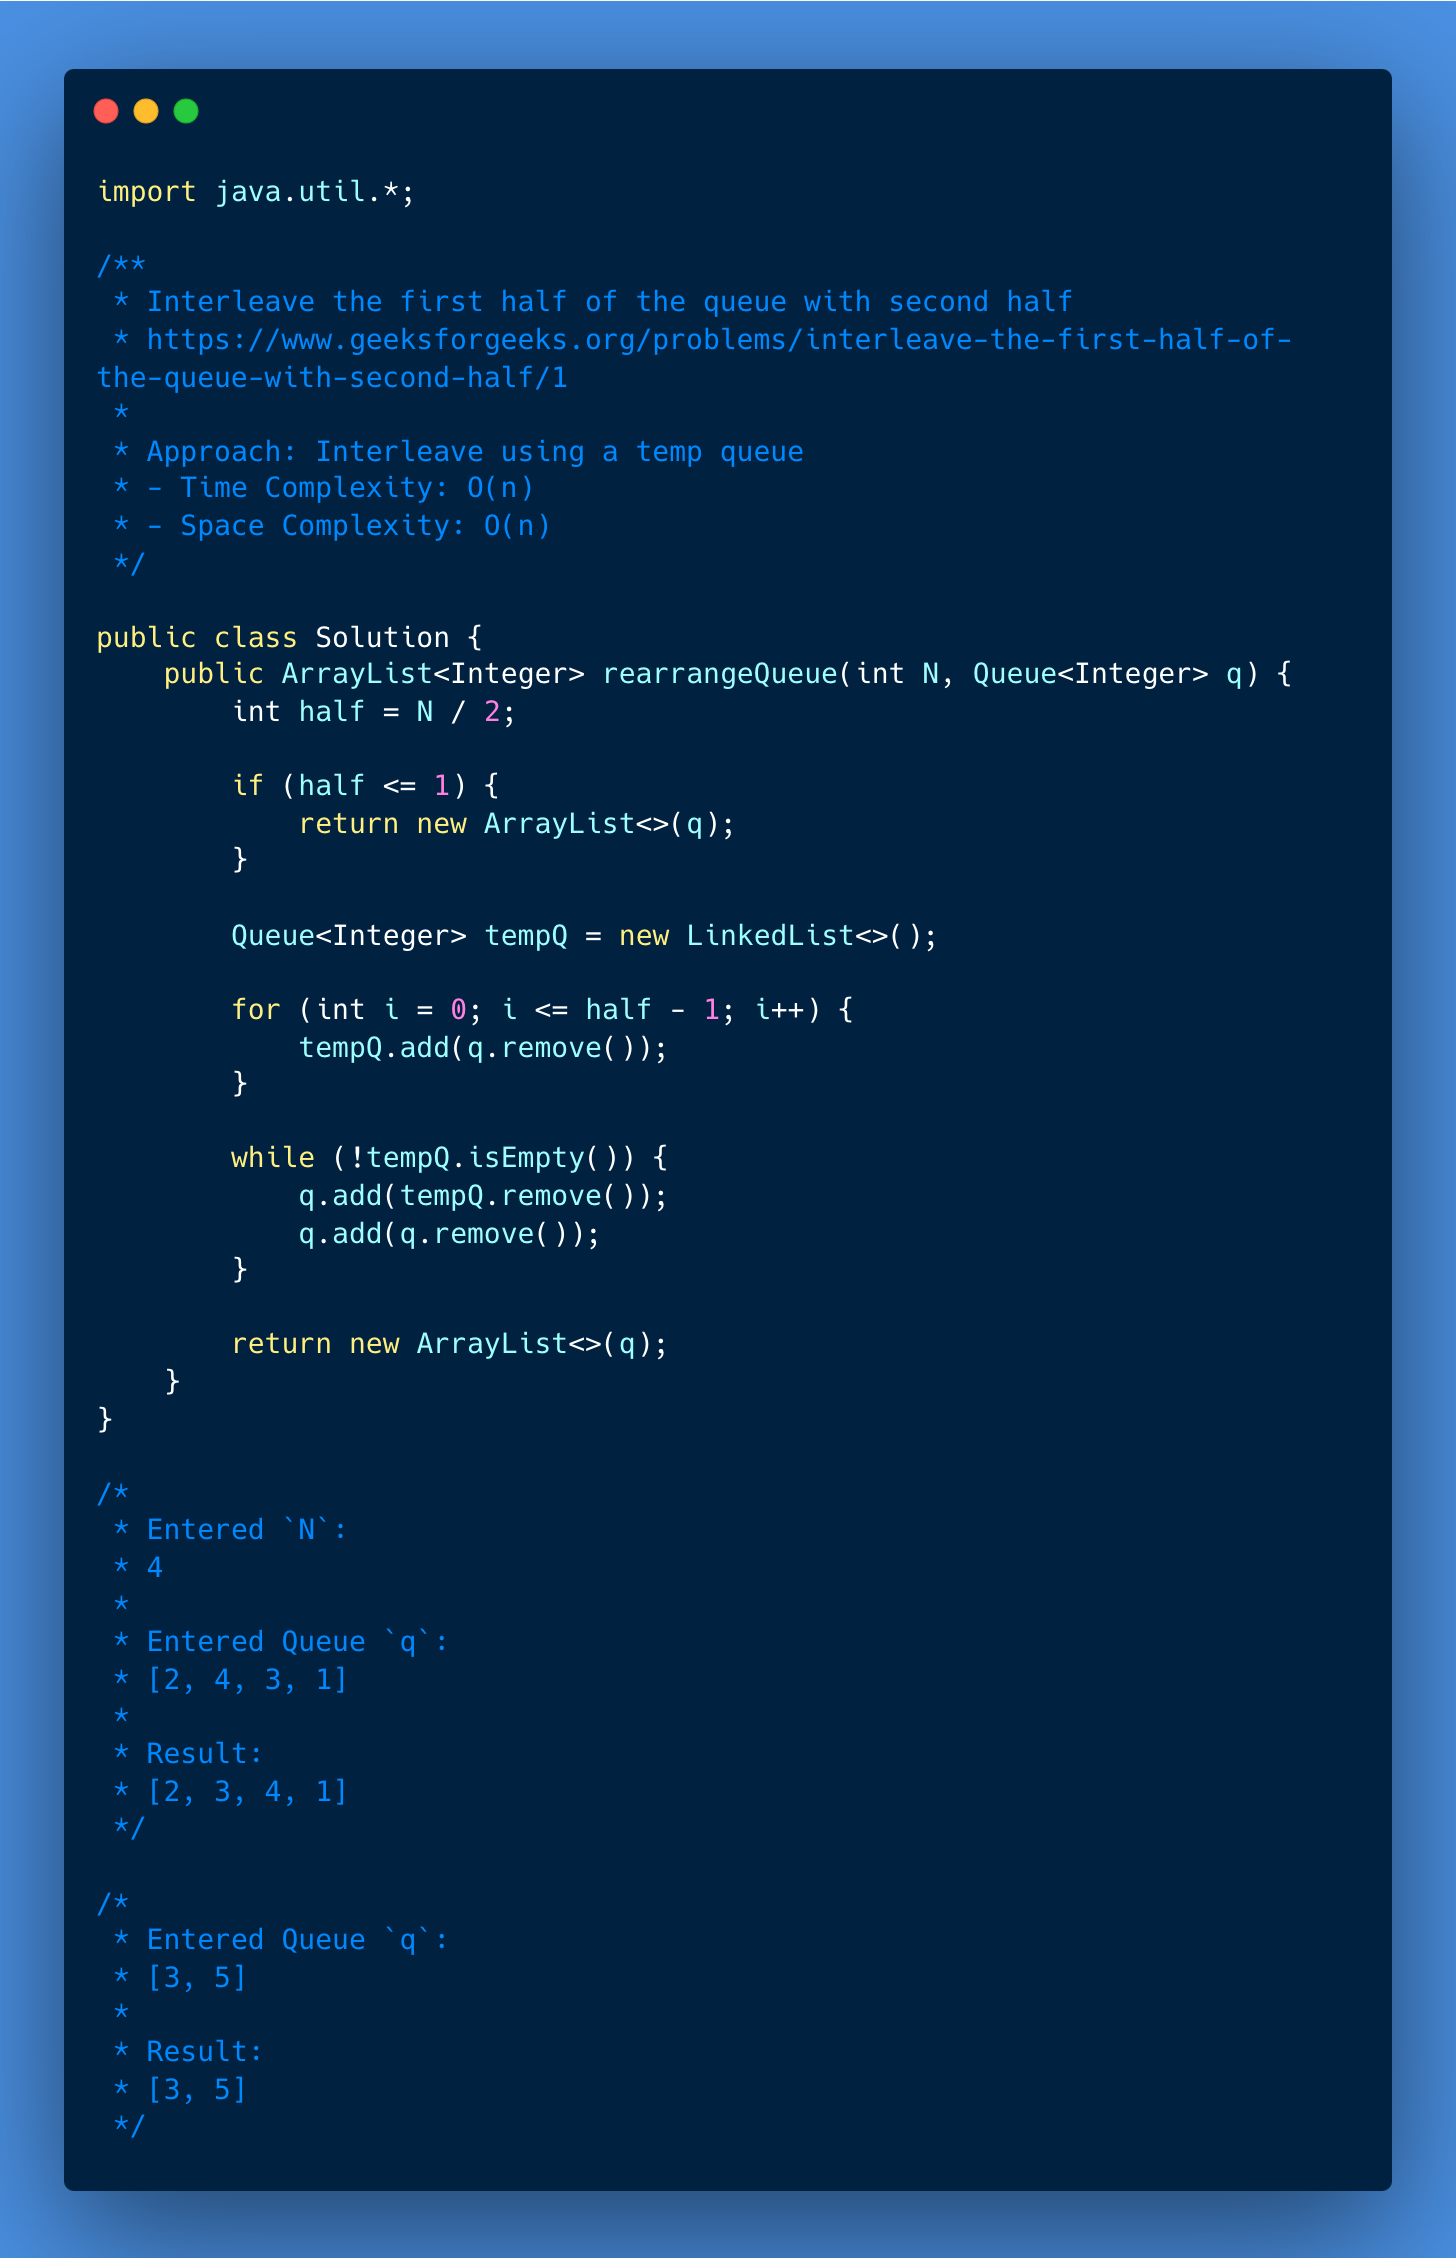 import java.util.*;

/**
 * Interleave the first half of the queue with second half
 * https://www.geeksforgeeks.org/problems/interleave-the-first-half-of-
the-queue-with-second-half/1
 *
 * Approach: Interleave using a temp queue
 * - Time Complexity: O(n)
 * - Space Complexity: O(n)
 */

public class Solution {
    public ArrayList<Integer> rearrangeQueue(int N, Queue<Integer> q) {
        int half = N / 2;

        if (half <= 1) {
            return new ArrayList<>(q);
        }

        Queue<Integer> tempQ = new LinkedList<>();

        for (int i = 0; i <= half - 1; i++) {
            tempQ.add(q.remove());
        }

        while (!tempQ.isEmpty()) {
            q.add(tempQ.remove());
            q.add(q.remove());
        }

        return new ArrayList<>(q);
    }
}

/*
 * Entered `N`:
 * 4
 *
 * Entered Queue `q`:
 * [2, 4, 3, 1]
 *
 * Result:
 * [2, 3, 4, 1]
 */

/*
 * Entered Queue `q`:
 * [3, 5]
 *
 * Result:
 * [3, 5]
 */